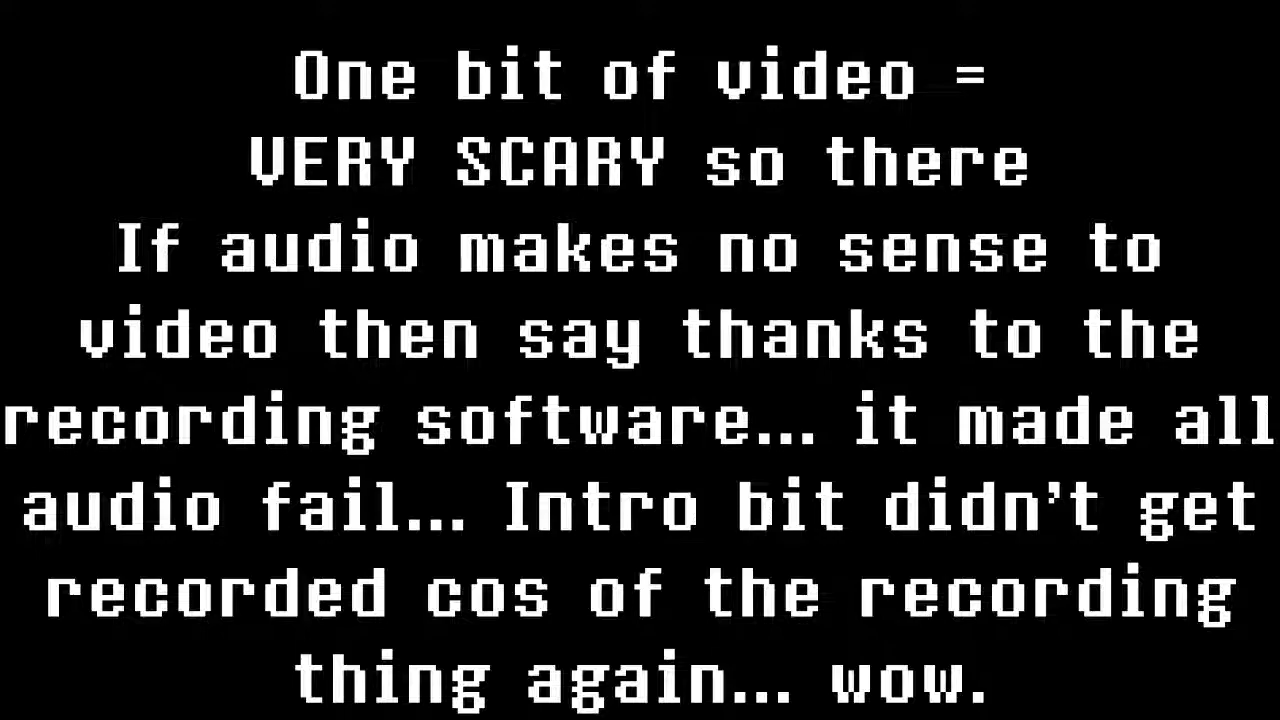 One bit of video =
VERY SCARY so there
If audio makes no sense to
video then say thanks to the
recording software... it made all
audio fail... Intro bit didn't get
recorded cos of the recording
thing again... wow.